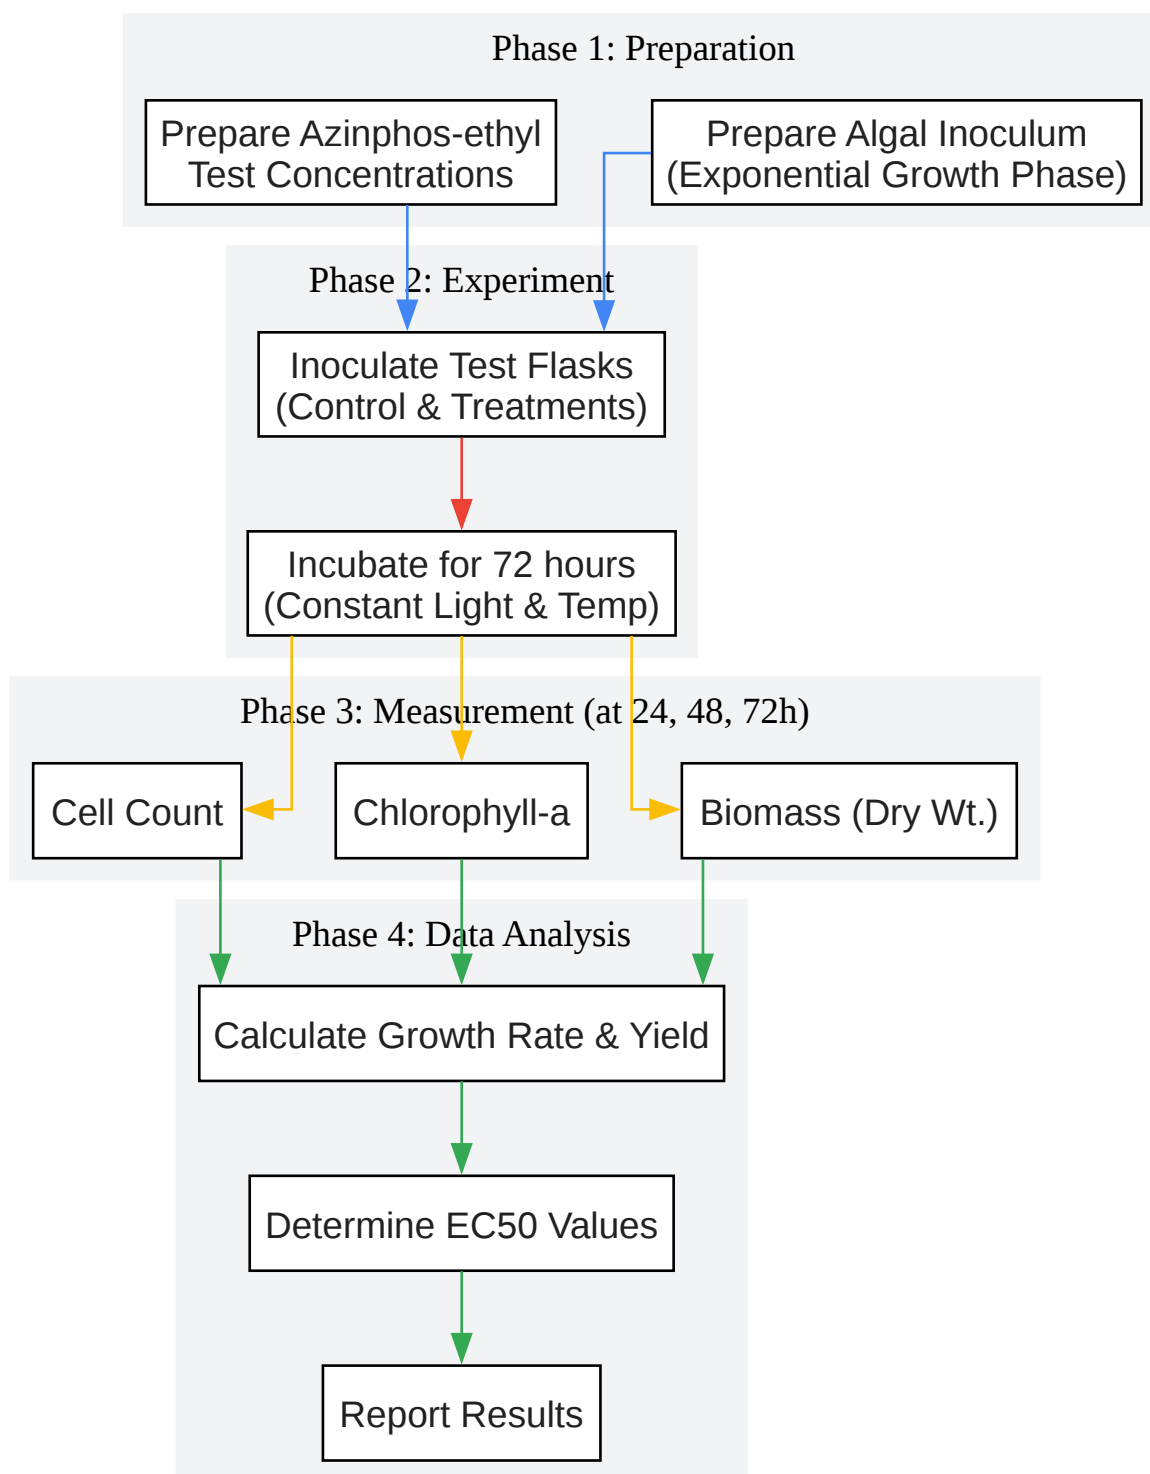 Phase 1: Preparation
Prepare Azinphos-ethyl
Test Concentrations
Prepare Algal Inoculum
(Exponential Growth Phase)
Phase 2: Experiment
Inoculate Test Flasks
(Control & Treatments)
Incubate for 72 hours
(Constant Light & Temp)
Phase 3: Measurement (at 24, 48, 72h)
Cell Count
Chlorophyll-a
Biomass (Dry Wt.)
Phase 4: Data Analysis
Calculate Growth Rate & Yield
Determine EC50 Values
Report Results